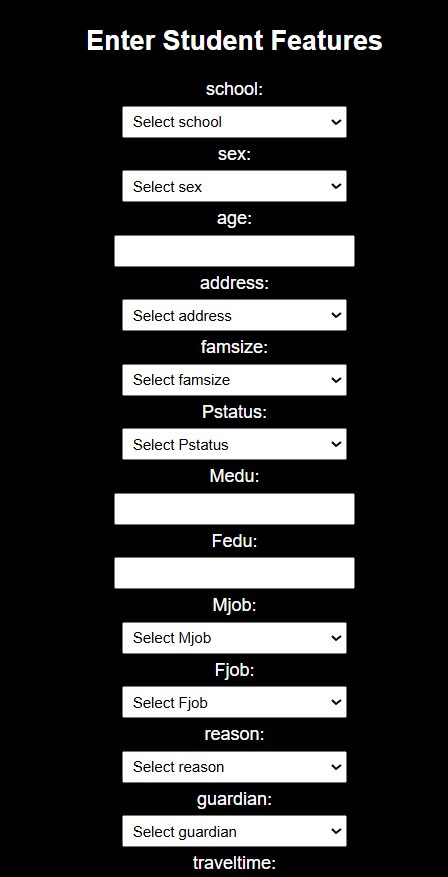 Enter Student Features
school:
Select school
sex:
Select sex
age:
address:
Select address
famsize:
Select famsize
Pstatus:
Select Pstatus
Medu:
Fedu:
Mjob:
Select Mjob
Fjob:
Select Fjob
reason:
Select reason
guardian:
Select guardian
traveltime: